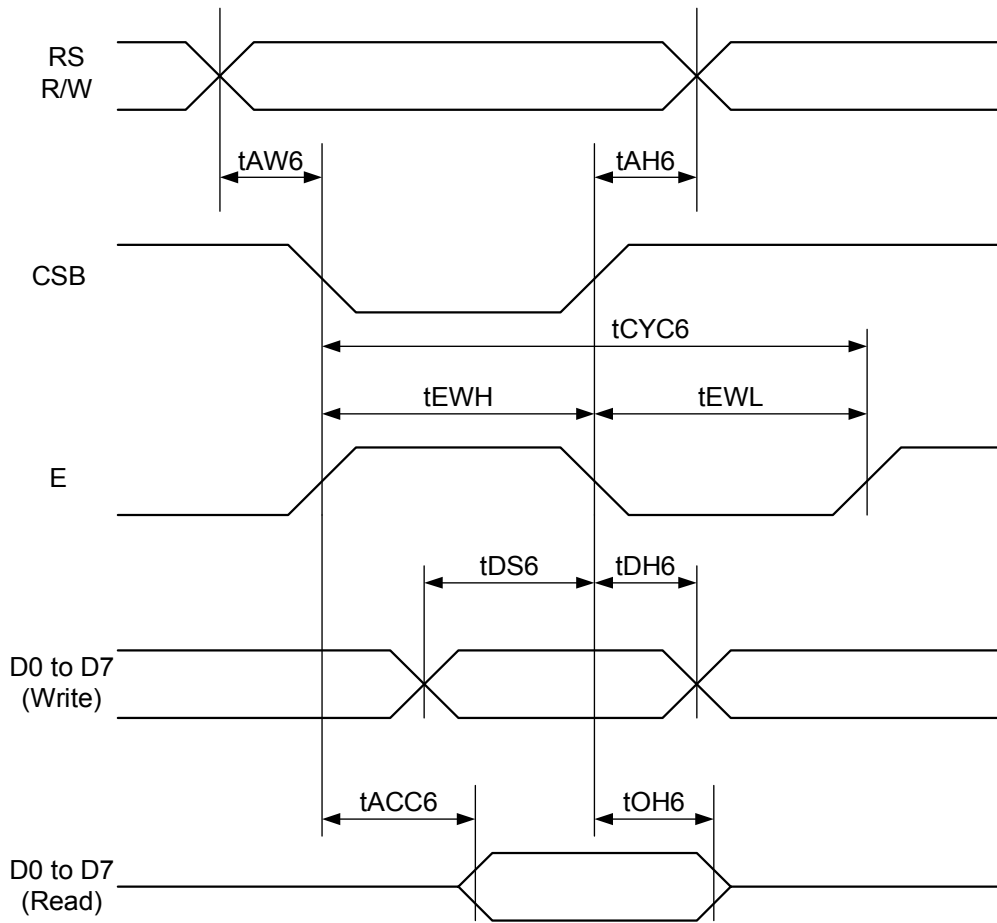 RS
R/W
tAW6
tAH6
CSB
tCYC6
tEWH
tEWL
E
tDS6
tDH6
D0 to D7
(Write)
tACC6
tOH6
D0 to D7
(Read)